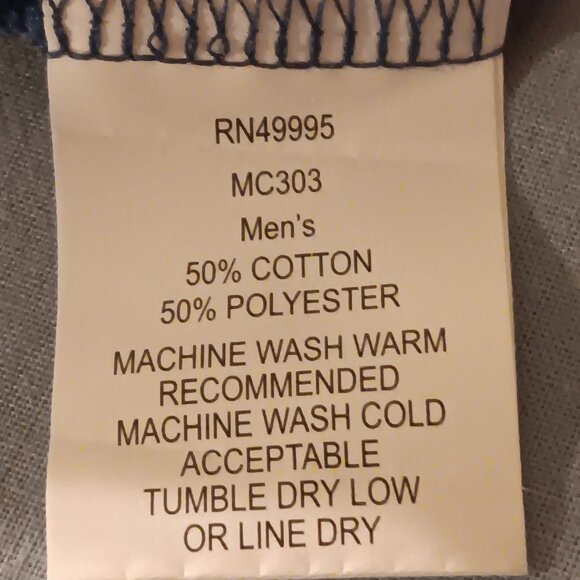 RN49995
MC303
Men's
50% COTTON
50% POLYESTER
MACHINE WASH WARM
RECOMMENDED
MACHINE WASH COLD
ACCEPTABLE
TUMBLE DRY LOW
OR LINE DRY